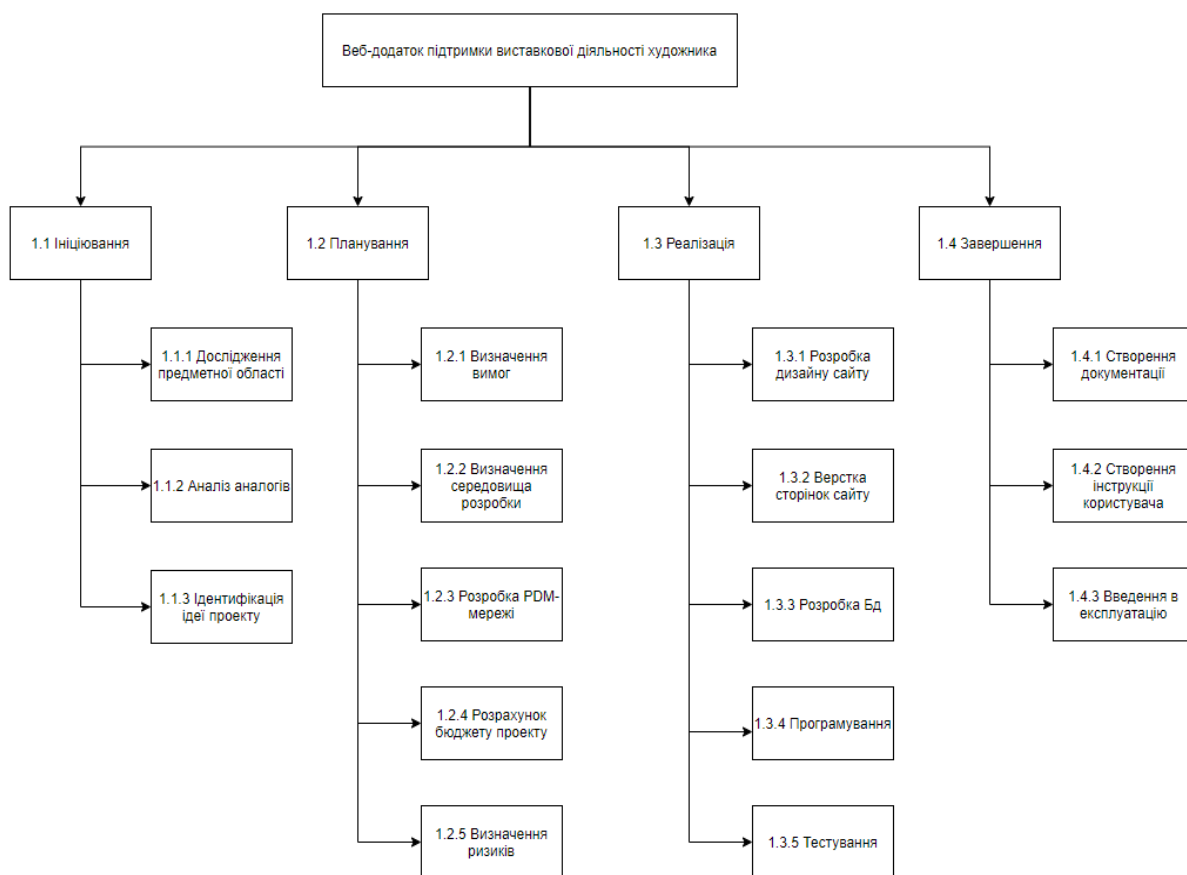 Веб-додаток підтримки виставкової діяльності художника
1.1 Ініціювання
1.2 Планування
1.3 Реалізація
1.4 Завершення
1.1.1 Дослідження
предметної області
1.1.2 Аналіз аналогів
1.1.3 Ідентифікація
ідеї проекту
1.2.1 Визначення
вимог
1.2.2 Визначення
середовища
розробки
1.2.3 Розробка PDM-
мережі
1.2.4 Розрахунок
бюджету проекту
1.2.5 Визначення
ризиків
1.3.1 Розробка
дизайну сайту
1.3.2 Верстка
сторінок сайту
1.3.3 Розробка Бд
1.3.4 Програмування
1.3.5 Тестування
1.4.1 Створення
документації
1.4.2 Створення
інструкції
користувача
1.4.3 Введення в
експлуатацію